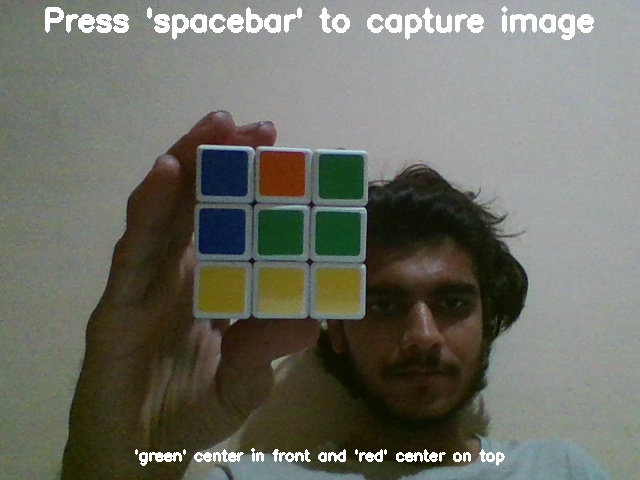 Press 'spacebar' to capture image
'green' center in front and 'red' center on top